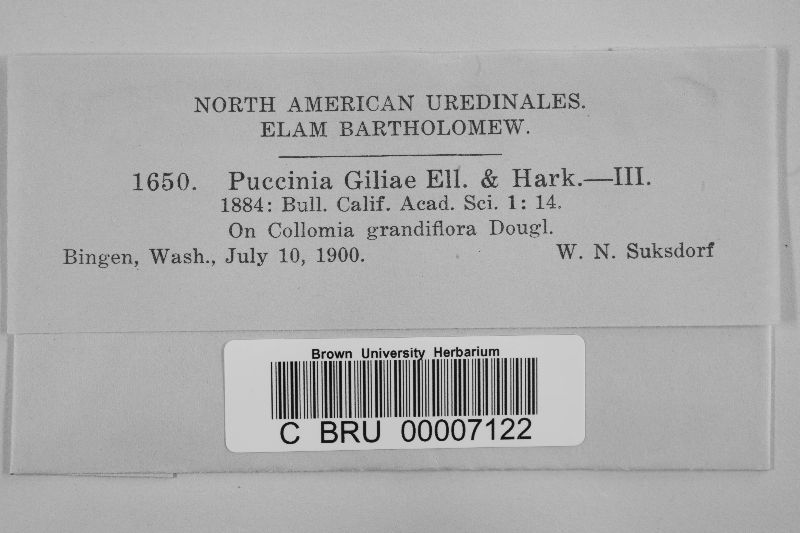 NORTH AMERICAN UREDINALES.
ELAM BARTHOLOMEW.
1650. Puccinia Giliae Ell. & Hark.—III.
1884: Bull. Calif. Acad. Sci. 1: 14.
On Collomia grandiflora Dougl.
Bingen, Wash., July 10, 1900. W. N. Suksdorf
Brown University Herbarium
C BRU 00007122